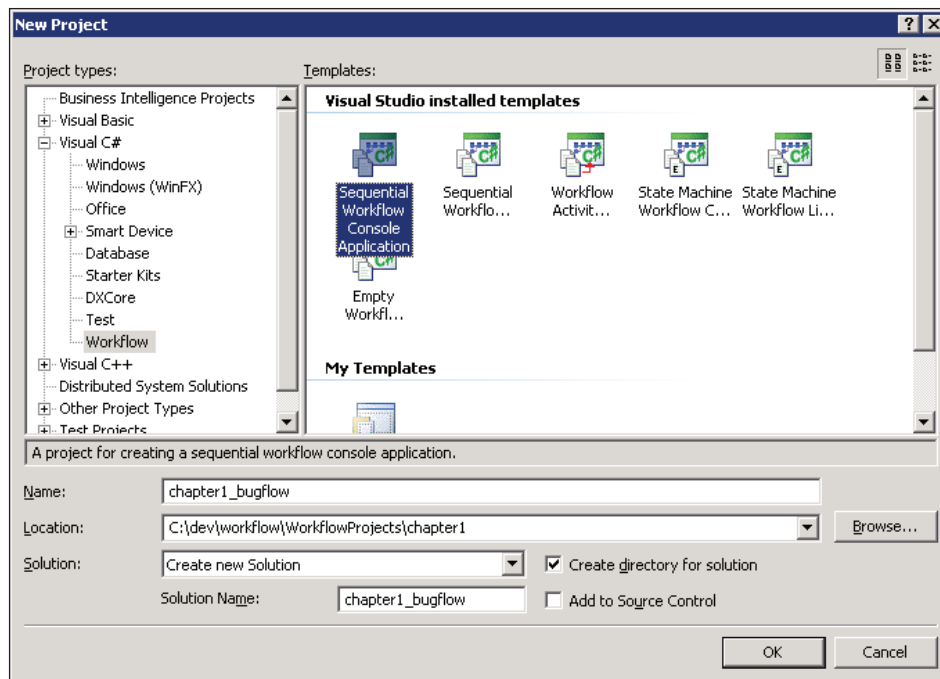 New Project
Project types:
Templates:
Business Intelligence Projects
Visual Basic
Visual C#
Windows
Windows (WinFX)
Office
Smart Device
Database
Starter Kits
DXCore
Test
Workflow
Visual C++
Distributed System Solutions
Other Project Types
Test Projects
Visual Studio installed templates
Sequential
Workflow
Console
Application
Sequential
Workflo...
Workflow
Activit...
State Machine
Workflow C...
State Machine
Workflow Li...
Empty
Workfl...
My Templates
A project for creating a sequential workflow console application.
Name:
chapter1_bugflow
Location:
C:\dev\workflow\WorkflowProjects\chapter1
Browse...
Solution:
Create new Solution
Create directory for solution
Solution Name:
chapter1_bugflow
Add to Source Control
OK
Cancel